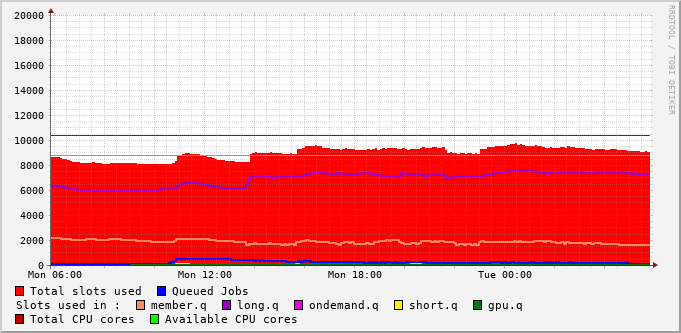 20000
18000
16000
14000
12000
10000
8000
6000
4000
2000
0
Mon 06:00 Mon 12:00 Mon 18:00 Tue 00:00
Total slots used Queued Jobs
Slots used in : member.q long.q ondemand.q short.q gpu.q
Total CPU cores Available CPU cores
RRDTOOL / TOBI OETIKER